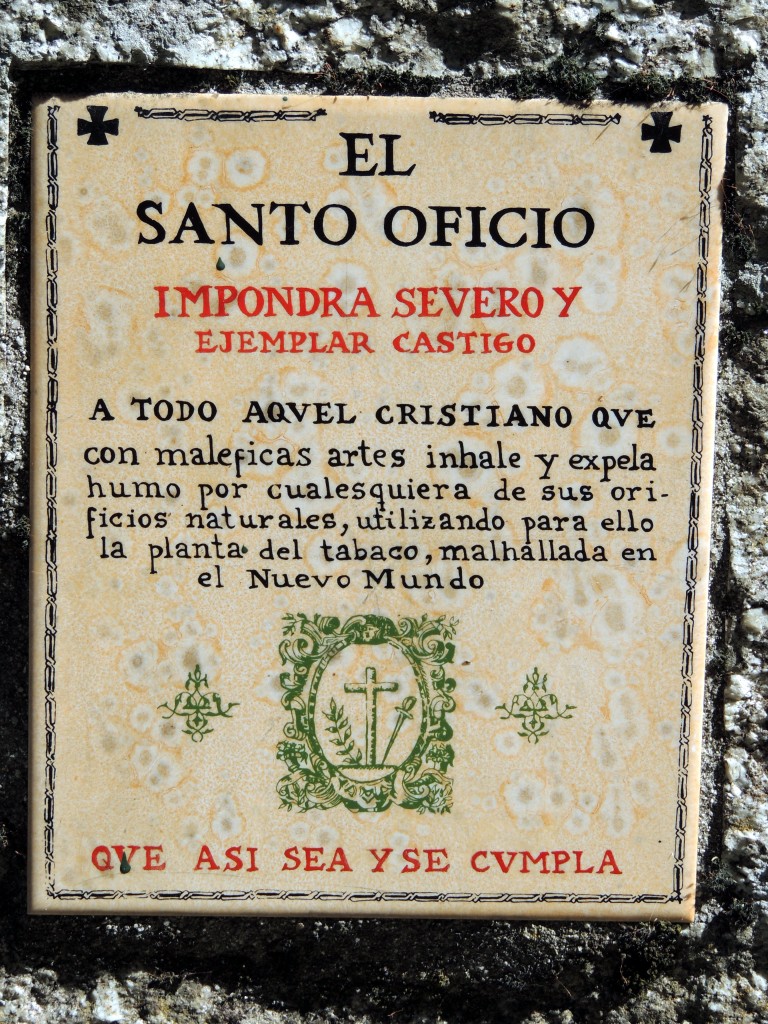 EL
SANTO OFICIO
IMPONDRA SEVERO Y
EJEMPLAR CASTIGO
A TODO AQVEL CRISTIANO QVE
con maleficas artes inhale y expela
humo por cualesquiera de sus ori-
ficios naturales, utilizando para ello
la planta del tabaco, malhallada en
el Nuevo Mundo
QVE ASI SEA Y SE CVMPLA